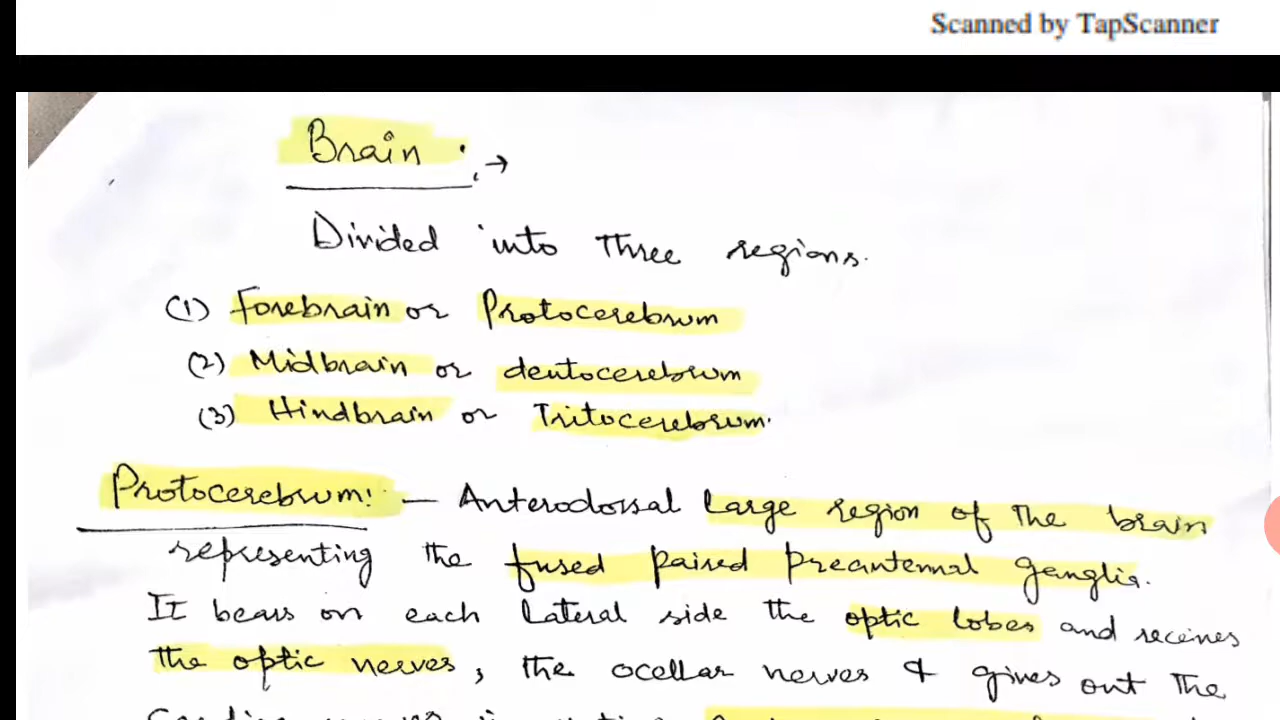 Scanned by TapScanner
Brain :→
Divided into three regions.
(1) Forebrain or Protocerebrum
(2) Midbrain or deutocerebrum
(3) Hindbrain or Tritocerebrum.
Protocerebrum: — Anterodorsal large region of the brain
representing the fused paired preantennal ganglia.
It bears on each lateral side the optic lobes and receives
the optic nerves, the ocellar nerves & gives out the